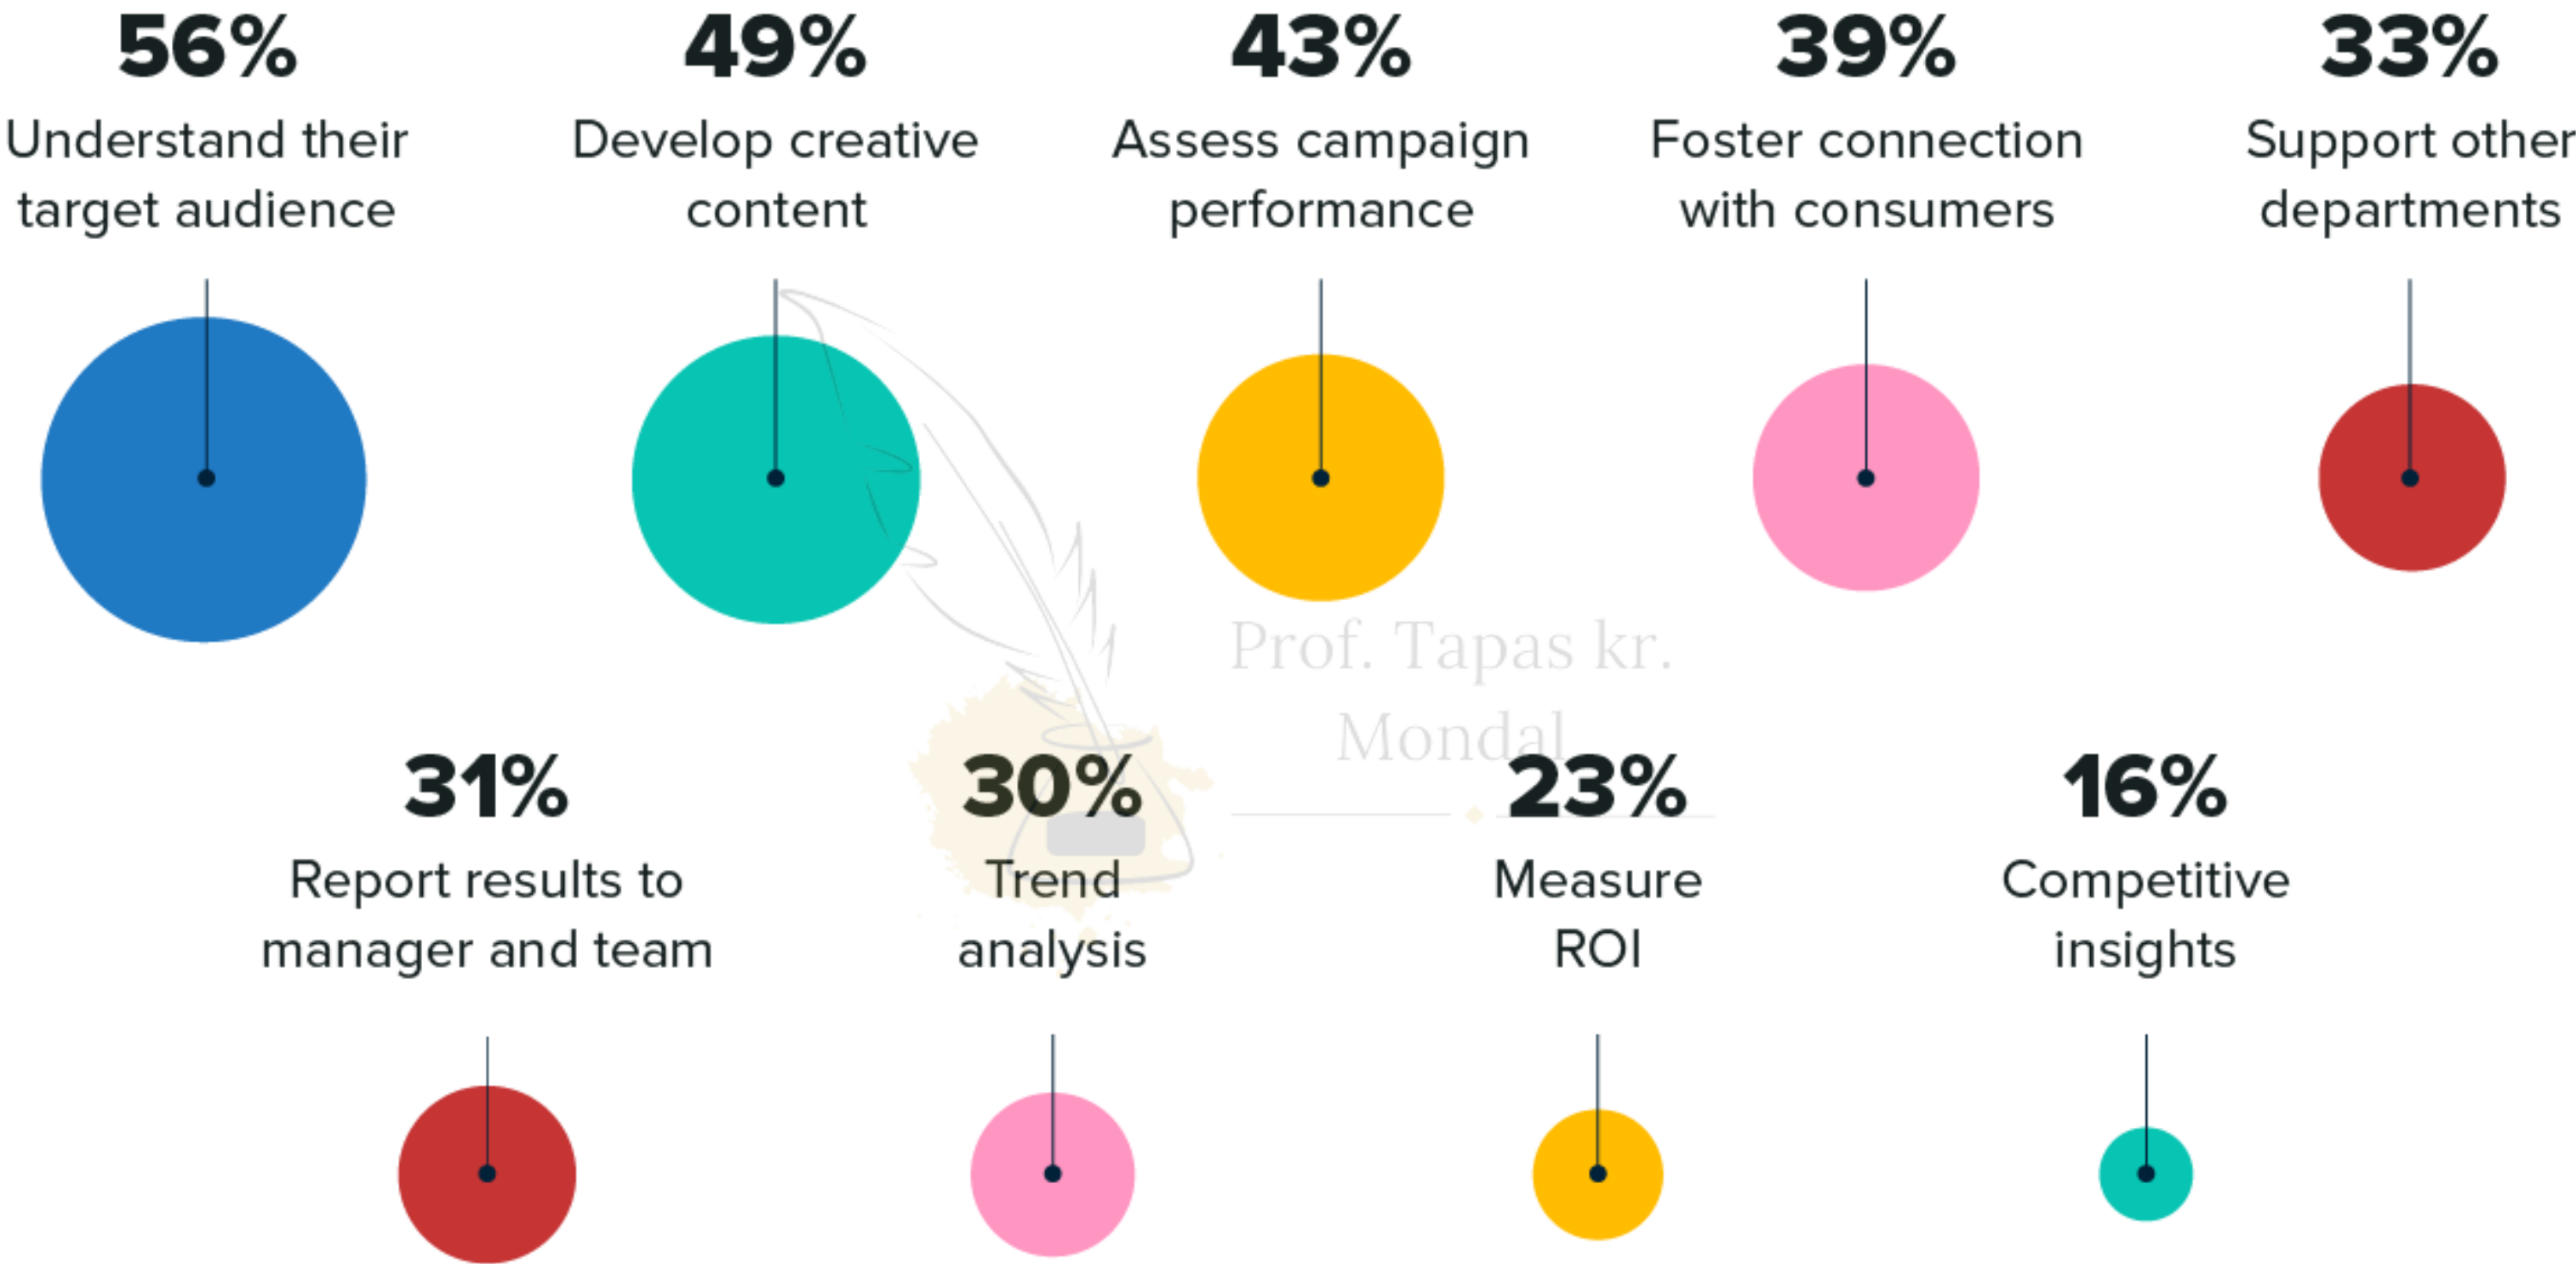 56%
Understand their
target audience
49%
Develop creative
content
43%
Assess campaign
performance
39%
Foster connection
with consumers
33%
Support other
departments
Prof. Tapas kr.
Mondal
31%
Report results to
manager and team
30%
Trend
analysis
23%
Measure
ROI
16%
Competitive
insights